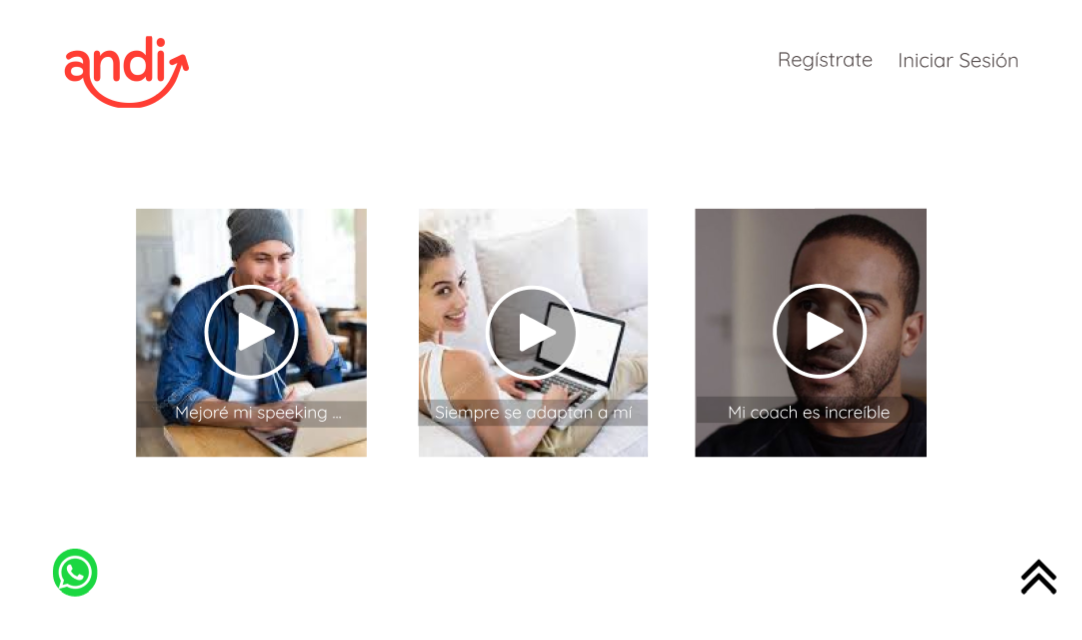 andi
Regístrate
Iniciar Sesión
Mejoré mi speeking ...
Siempre se adaptan a mí
Mi coach es increíble